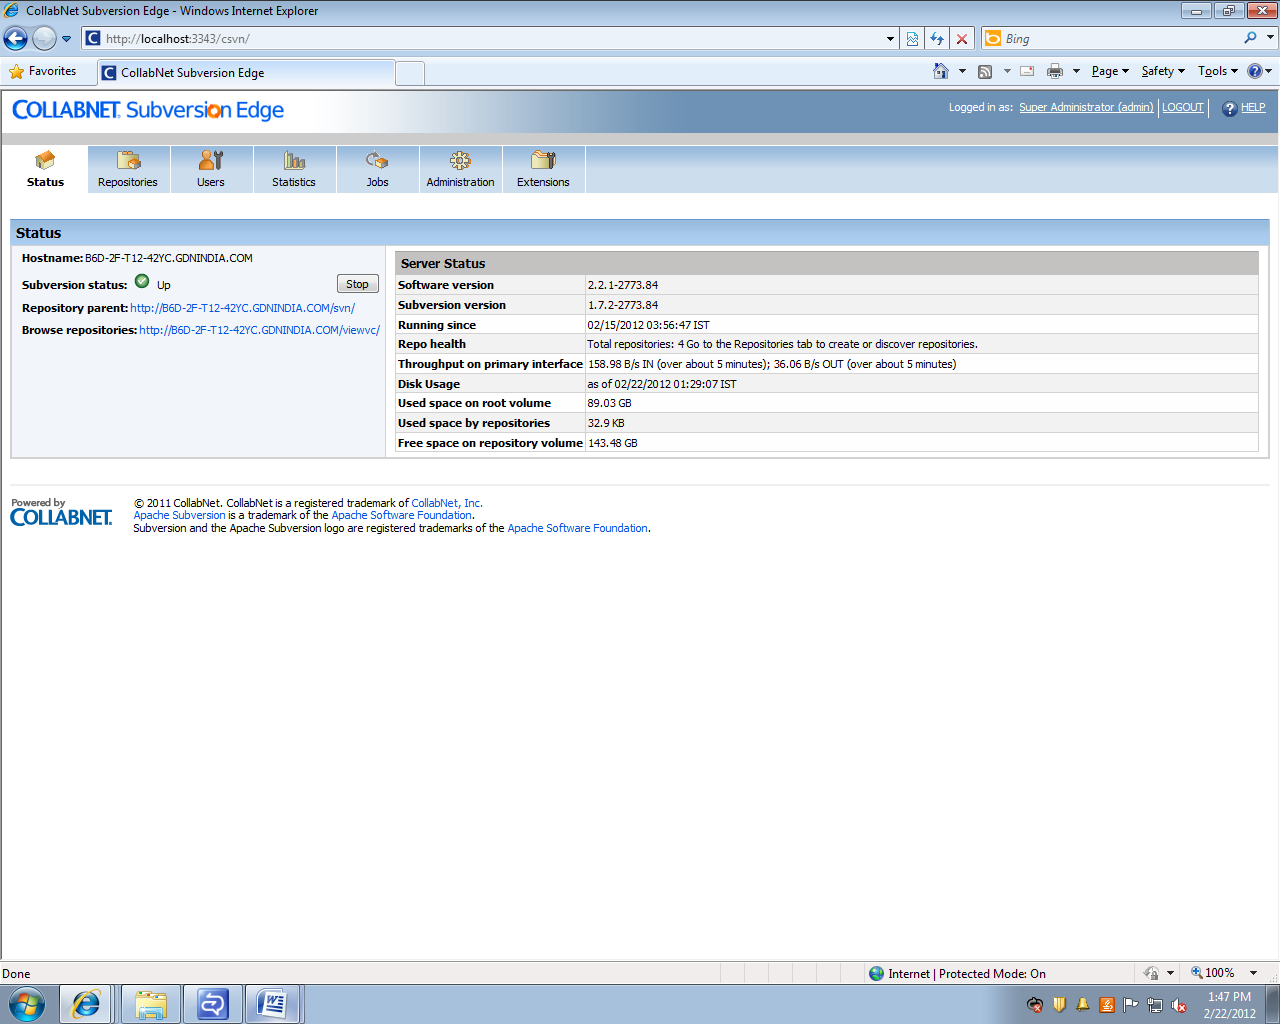 CollabNet Subversion Edge - Windows Internet Explorer
http://localhost:3343/csvn/
Bing
Favorites
CollabNet Subversion Edge
Page
Safety
Tools
COLLABNET Subversion Edge
Logged in as: Super Administrator (admin) LOGOUT HELP
Status
Repositories
Users
Statistics
Jobs
Administration
Extensions
Status
Hostname: B6D-2F-T12-42YC.GDNINDIA.COM
Subversion status: Up Stop
Repository parent: http://B6D-2F-T12-42YC.GDNINDIA.COM/svn/
Browse repositories: http://B6D-2F-T12-42YC.GDNINDIA.COM/viewvc/
Server Status
Software version 2.2.1-2773.84
Subversion version 1.7.2-2773.84
Running since 02/15/2012 03:56:47 IST
Repo health Total repositories: 4 Go to the Repositories tab to create or discover repositories.
Throughput on primary interface 158.98 B/s IN (over about 5 minutes); 36.06 B/s OUT (over about 5 minutes)
Disk Usage as of 02/22/2012 01:29:07 IST
Used space on root volume 89.03 GB
Used space by repositories 32.9 KB
Free space on repository volume 143.48 GB
Powered by
COLLABNET.
© 2011 CollabNet. CollabNet is a registered trademark of CollabNet, Inc.
Apache Subversion is a trademark of the Apache Software Foundation.
Subversion and the Apache Subversion logo are registered trademarks of the Apache Software Foundation.
Done
Internet | Protected Mode: On
100%
1:47 PM
2/22/2012